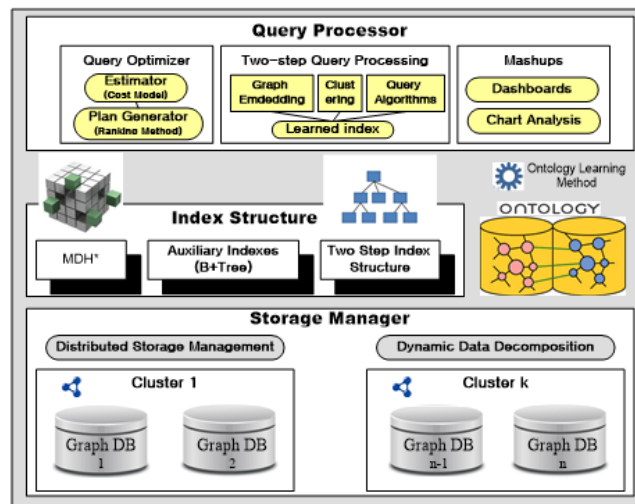 Query Processor
Query Optimizer
Estimator
(Cost Model)
Plan Generator
(Ranking Method)
Two-step Query Processing
Graph
Emdedding
Clust
ering
Query
Algorithms
Learned index
Mashups
Dashboards
Chart Analysis
Index Structure
MDH*
Auxiliary Indexes
(B+Tree)
Two Step Index
Structure
Ontology Learning
Method
ONTOLOGY
Storage Manager
Distributed Storage Management
Dynamic Data Decomposition
Cluster 1
Graph DB
1
Graph DB
2
Cluster k
Graph DB
n-1
Graph DB
n